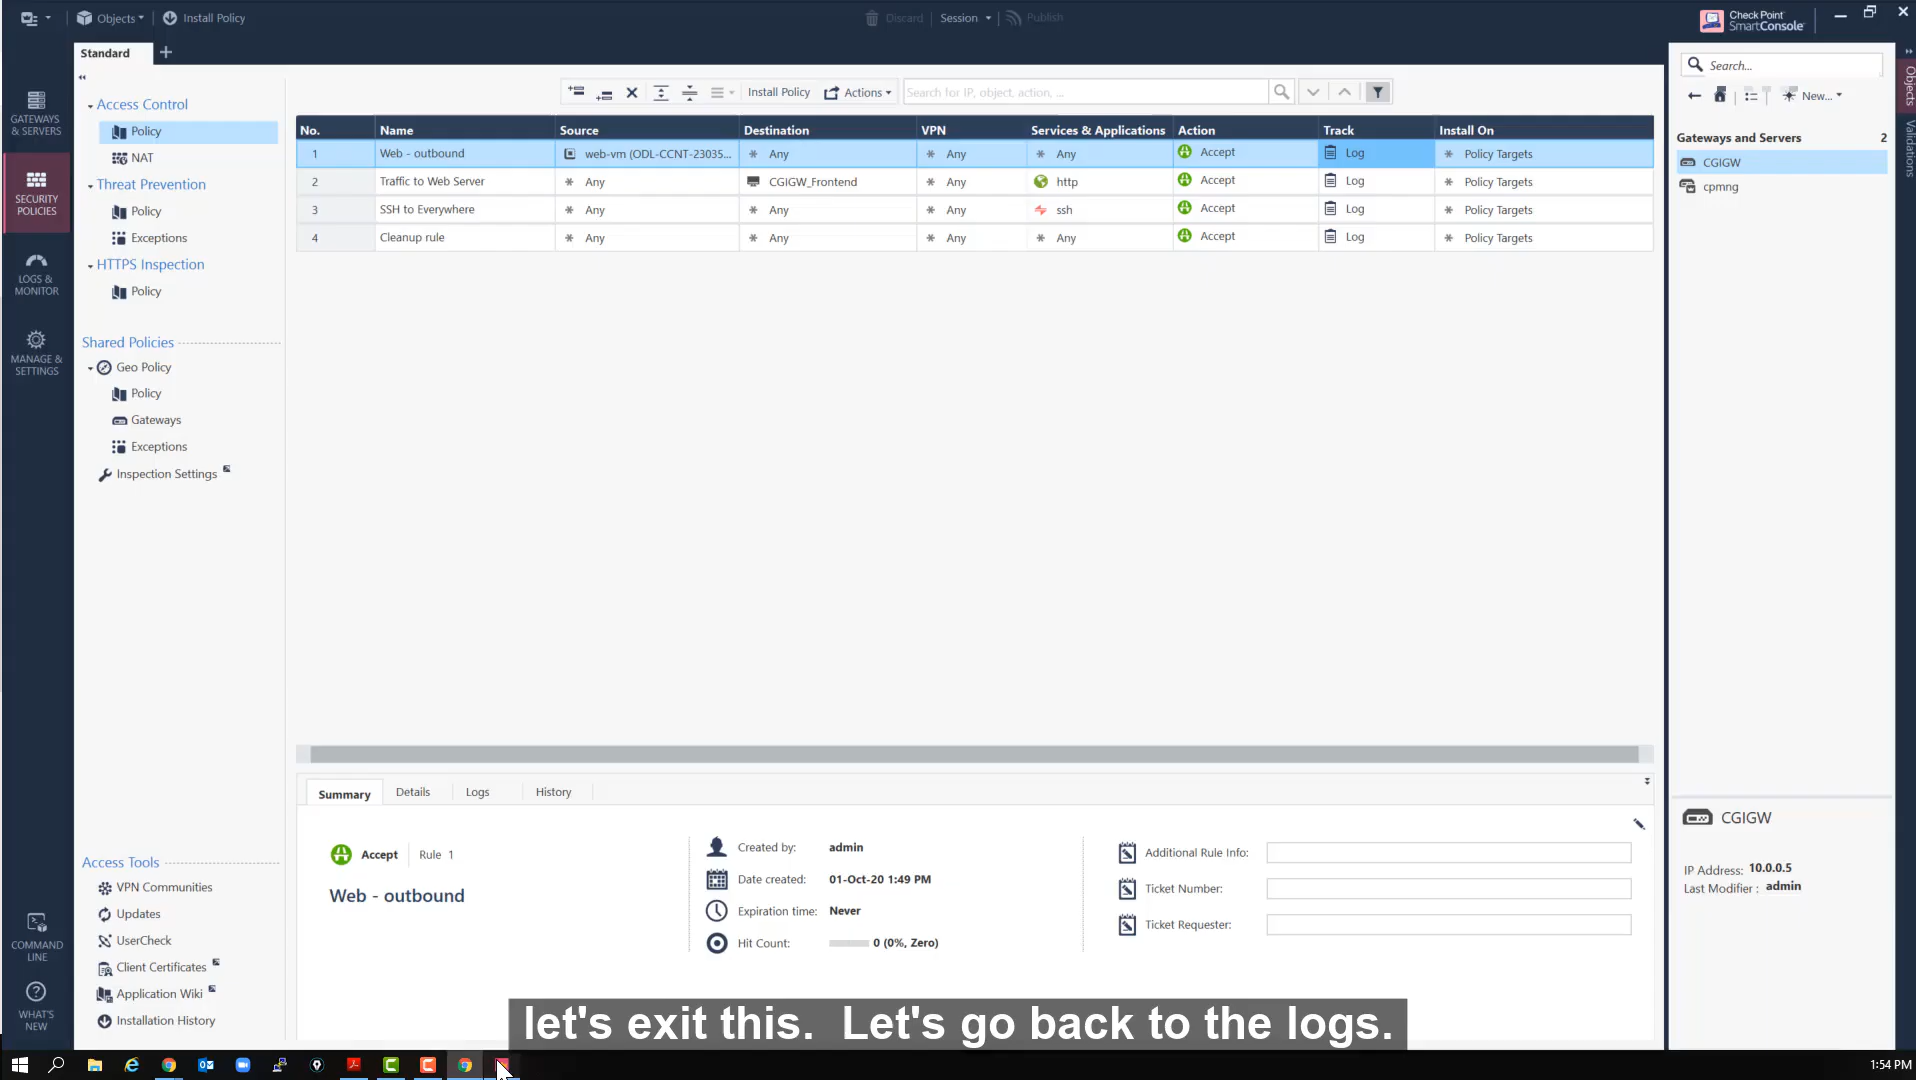 Objects
Install Policy
Discard
Session
Publish
Check Point
SmartConsole
Standard
GATEWAYS
& SERVERS
SECURITY
POLICIES
LOGS &
MONITOR
MANAGE &
SETTINGS
COMMAND
LINE
WHAT'S
NEW
Access Control
Policy
NAT
Threat Prevention
Policy
Exceptions
HTTPS Inspection
Policy
Shared Policies
Geo Policy
Policy
Gateways
Exceptions
Inspection Settings
Access Tools
VPN Communities
Updates
UserCheck
Client Certificates
Application Wiki
Installation History
Install Policy
Actions
Search for IP, object, action, ...
No. Name Source Destination VPN Services & Applications Action Track Install On
1 Web - outbound web-vm (ODL-CCNT-23035... Any Any Any Accept Log Policy Targets
2 Traffic to Web Server Any CGIGW_Frontend Any http Accept Log Policy Targets
3 SSH to Everywhere Any Any Any ssh Accept Log Policy Targets
4 Cleanup rule Any Any Any Any Accept Log Policy Targets
Summary Details Logs History
Accept Rule 1
Web - outbound
Created by: admin
Date created: 01-Oct-20 1:49 PM
Expiration time: Never
Hit Count: 0 (0%, Zero)
Additional Rule Info:
Ticket Number:
Ticket Requester:
Search...
New...
Gateways and Servers 2
CGIGW
cpmng
CGIGW
IP Address: 10.0.0.5
Last Modifier : admin
Objects
Validations
let's exit this. Let's go back to the logs.
1:54 PM